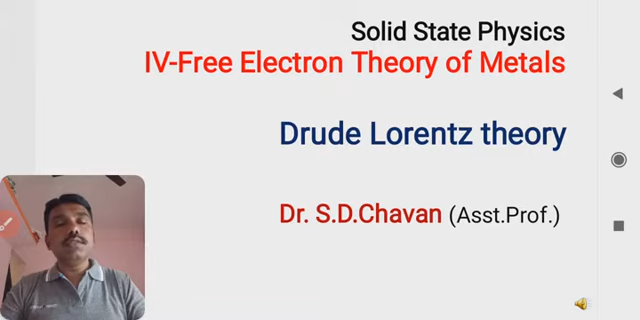 Solid State Physics
IV-Free Electron Theory of Metals
Drude Lorentz theory
Dr. S.D.Chavan (Asst.Prof.)